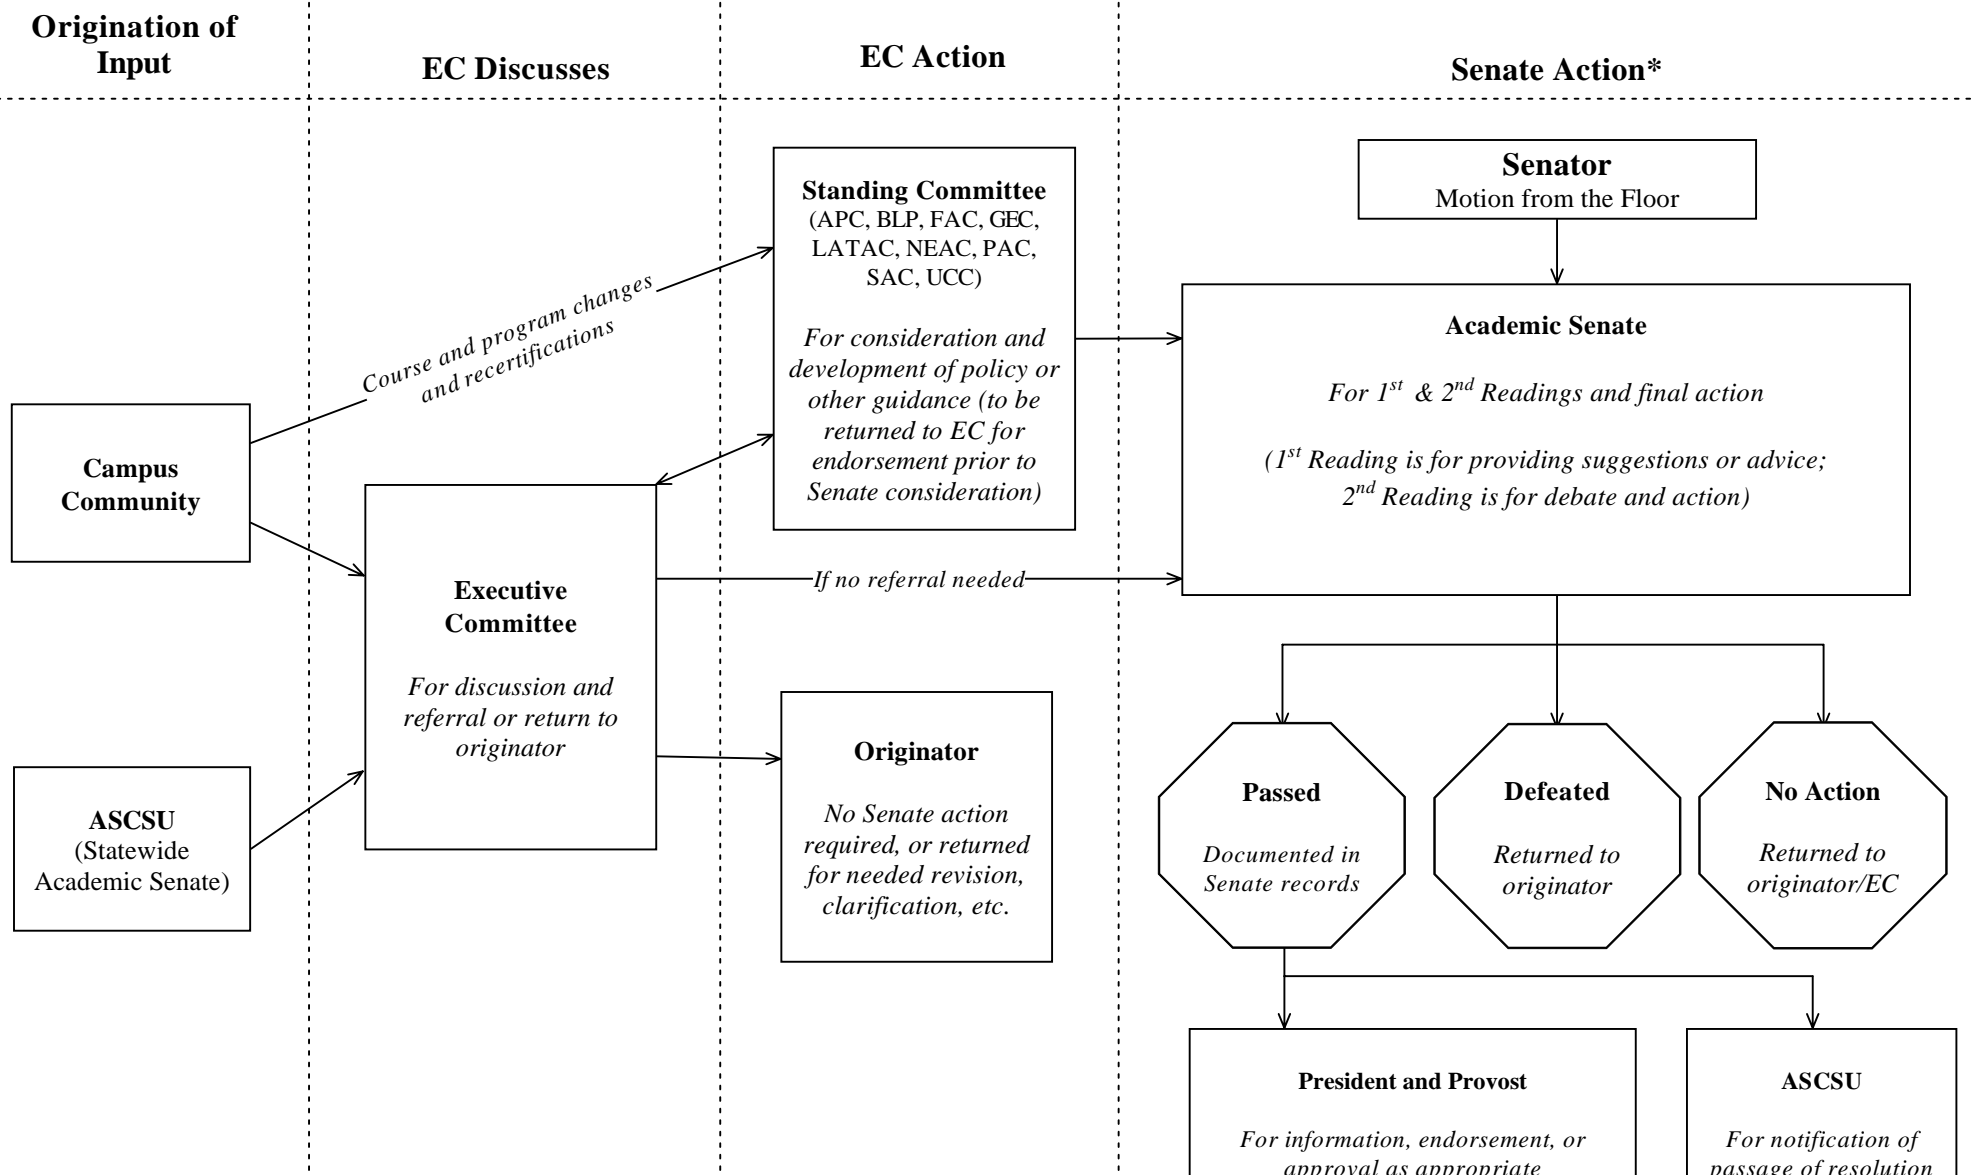 Origination of
Input
EC Discusses
EC Action
Senate Action*
Senator
Motion from the Floor
Standing Committee
(APC, BLP, FAC, GEC,
LATAC, NEAC, PAC,
SAC, UCC)
For consideration and
development of policy or
other guidance (to be
returned to EC for
endorsement prior to
Senate consideration)
Course and program changes
and recertifications
Academic Senate
For 1st & 2nd Readings and final action
(1st Reading is for providing suggestions or advice;
2nd Reading is for debate and action)
Campus
Community
Executive
Committee
For discussion and
referral or return to
originator
If no referral needed
ASCSU
(Statewide
Academic Senate)
Originator
No Senate action
required, or returned
for needed revision,
clarification, etc.
Passed
Documented in
Senate records
Defeated
Returned to
originator
No Action
Returned to
originator/EC
President and Provost
For information, endorsement, or
approval as appropriate
ASCSU
For notification of
passage of resolution